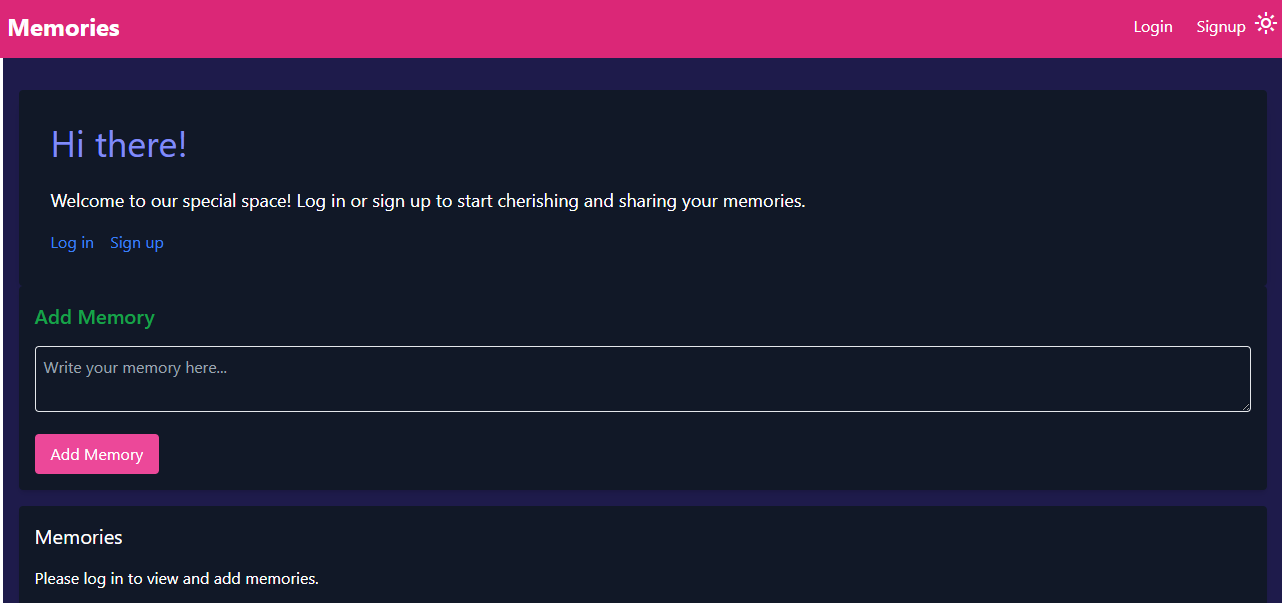 Memories
Login Signup
Hi there!
Welcome to our special space! Log in or sign up to start cherishing and sharing your memories.
Log in Sign up
Add Memory
Write your memory here...
Add Memory
Memories
Please log in to view and add memories.